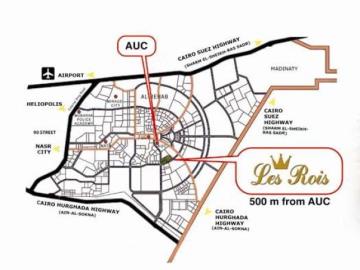 AUC
CAIRO SUEZ HIGHWAY
(SHARM EL-SHEIKH-RAS SADR)
AIRPORT
MADINATY
HELIOPOLIS
POLICE
ACADEMY
CAIRO
SUEZ
HIGHWAY
(SHARM EL-SHEIKH-
RAS SADR)
90 STREET
NASR
CITY
AUC
Les Rois
500 m from AUC
CAIRO HURGHADA HIGHWAY
(AIN-AL-SOKNA)
CAIRO
HURGHADA
HIGHWAY
(AIN-AL-SOKNA)